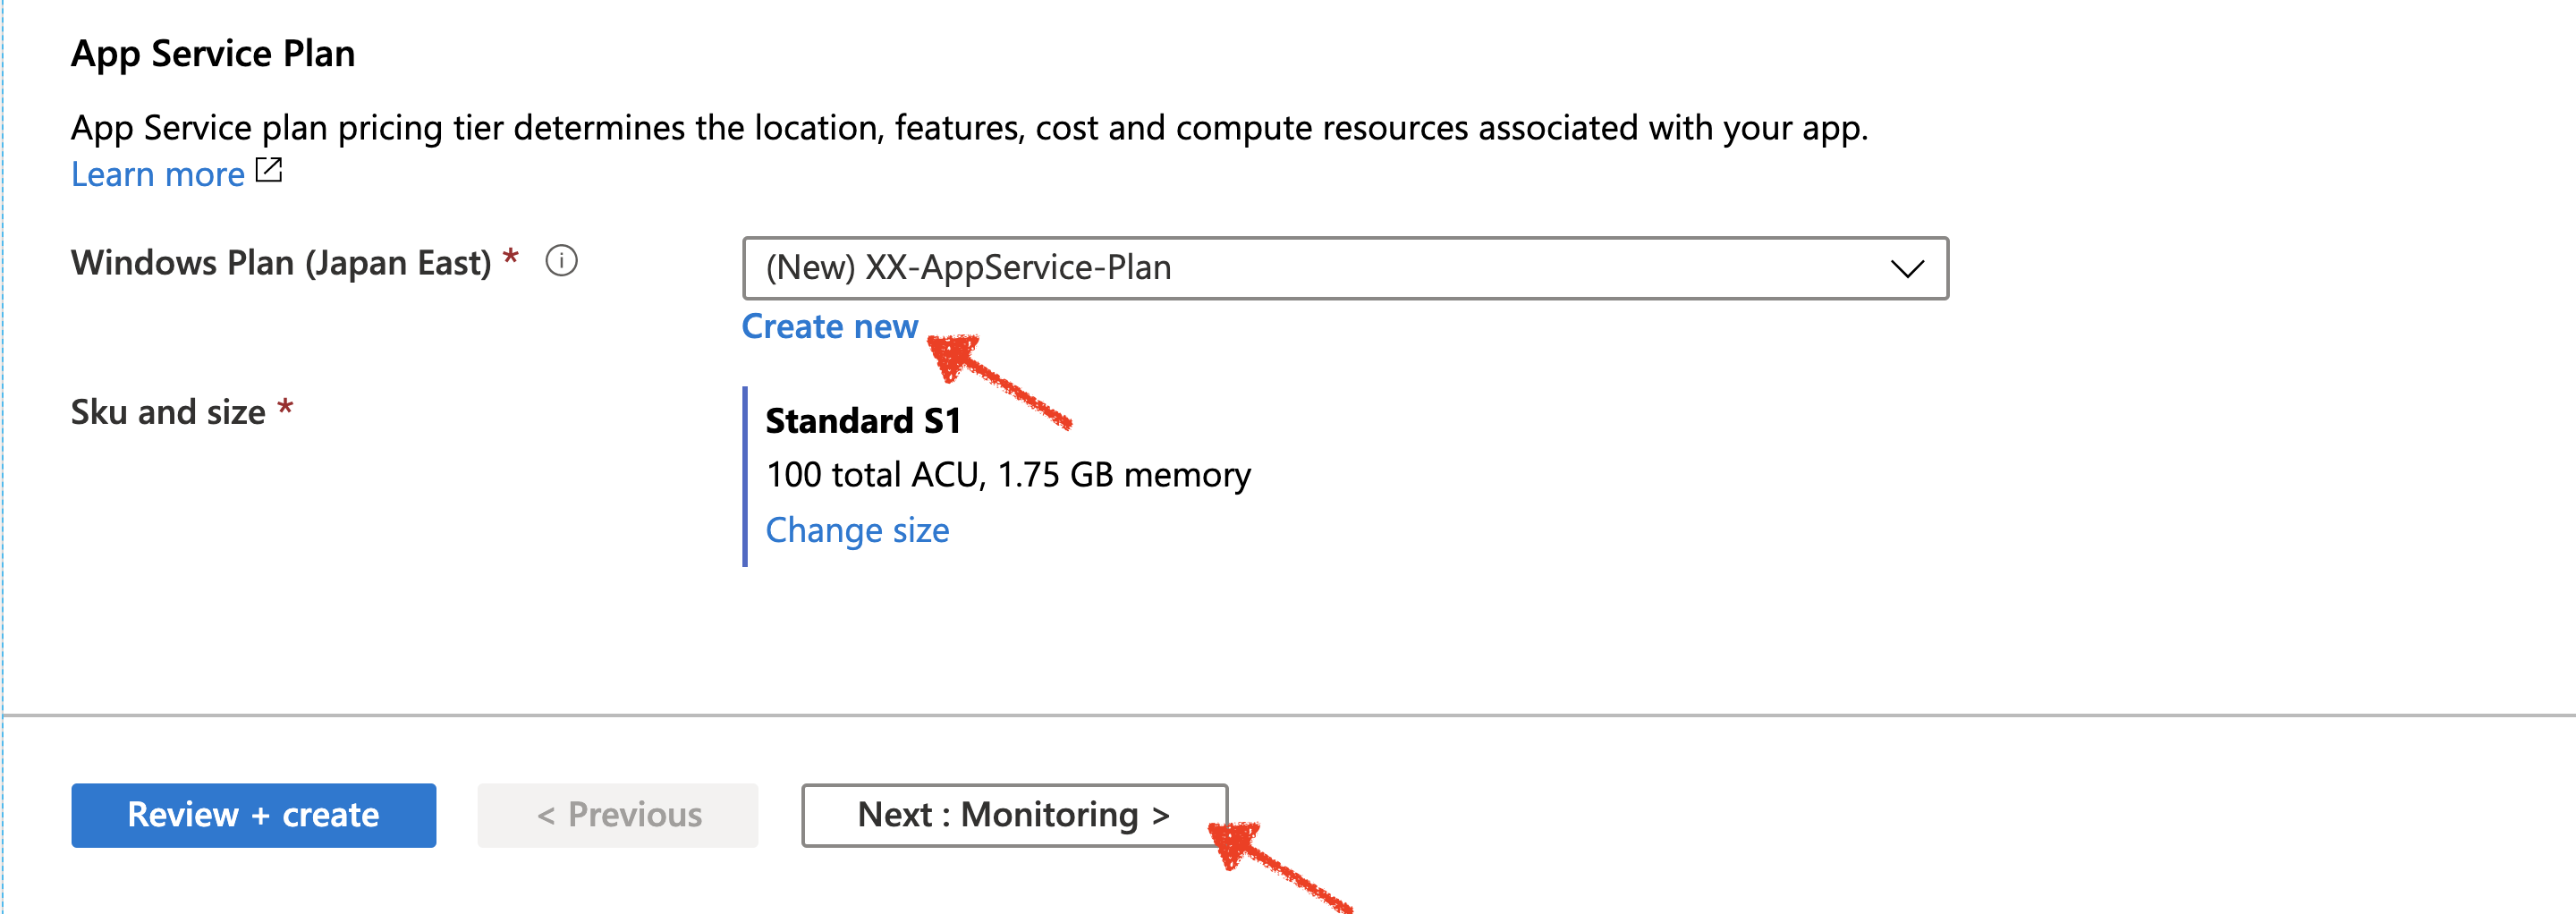 App Service Plan
App Service plan pricing tier determines the location, features, cost and compute resources associated with your app.
Learn more
Windows Plan (Japan East) *
(New) XX-AppService-Plan
Create new
Sku and size *
Standard S1
100 total ACU, 1.75 GB memory
Change size
Review + create
< Previous
Next : Monitoring >